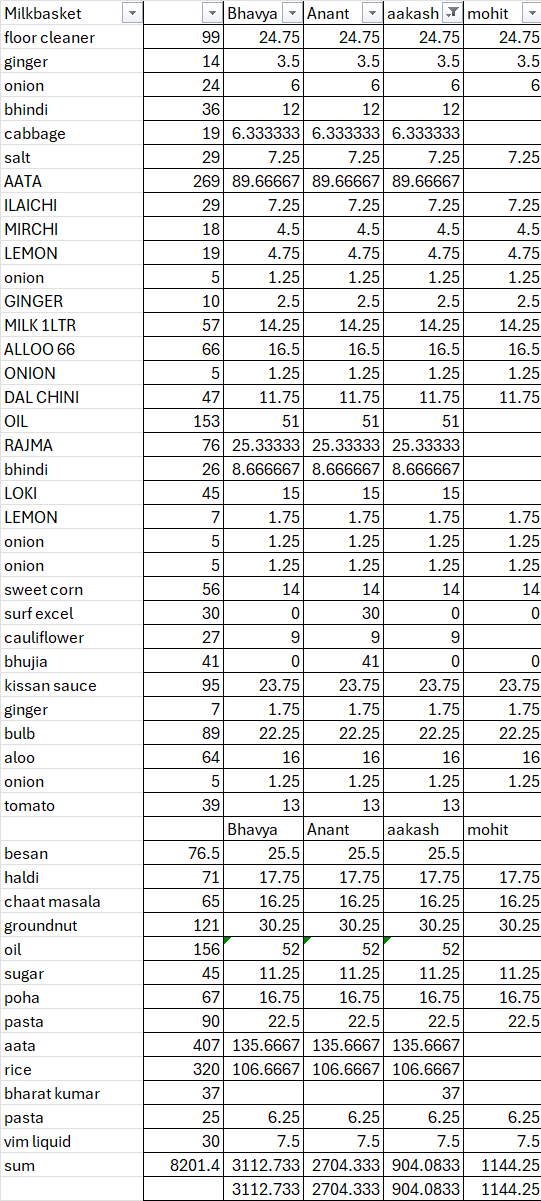 Milkbasket Bhavya Anant aakash mohit
floor cleaner 99 24.75 24.75 24.75 24.75
ginger 14 3.5 3.5 3.5 3.5
onion 24 6 6 6 6
bhindi 36 12 12 12
cabbage 19 6.333333 6.333333 6.333333
salt 29 7.25 7.25 7.25 7.25
AATA 269 89.66667 89.66667 89.66667
ILAICHI 29 7.25 7.25 7.25 7.25
MIRCHI 18 4.5 4.5 4.5 4.5
LEMON 19 4.75 4.75 4.75 4.75
onion 5 1.25 1.25 1.25 1.25
GINGER 10 2.5 2.5 2.5 2.5
MILK 1LTR 57 14.25 14.25 14.25 14.25
ALLOO 66 66 16.5 16.5 16.5 16.5
ONION 5 1.25 1.25 1.25 1.25
DAL CHINI 47 11.75 11.75 11.75 11.75
OIL 153 51 51 51
RAJMA 76 25.33333 25.33333 25.33333
bhindi 26 8.666667 8.666667 8.666667
LOKI 45 15 15 15
LEMON 7 1.75 1.75 1.75 1.75
onion 5 1.25 1.25 1.25 1.25
onion 5 1.25 1.25 1.25 1.25
sweet corn 56 14 14 14 14
surf excel 30 0 30 0 0
cauliflower 27 9 9 9
bhujia 41 0 41 0 0
kissan sauce 95 23.75 23.75 23.75 23.75
ginger 7 1.75 1.75 1.75 1.75
bulb 89 22.25 22.25 22.25 22.25
aloo 64 16 16 16 16
onion 5 1.25 1.25 1.25 1.25
tomato 39 13 13 13
Bhavya Anant aakash mohit
besan 76.5 25.5 25.5 25.5
haldi 71 17.75 17.75 17.75 17.75
chaat masala 65 16.25 16.25 16.25 16.25
groundnut 121 30.25 30.25 30.25 30.25
oil 156 52 52 52
sugar 45 11.25 11.25 11.25 11.25
poha 67 16.75 16.75 16.75 16.75
pasta 90 22.5 22.5 22.5 22.5
aata 407 135.6667 135.6667 135.6667
rice 320 106.6667 106.6667 106.6667
bharat kumar 37 37
pasta 25 6.25 6.25 6.25 6.25
vim liquid 30 7.5 7.5 7.5 7.5
sum 8201.4 3112.733 2704.333 904.0833 1144.25
3112.733 2704.333 904.0833 1144.25